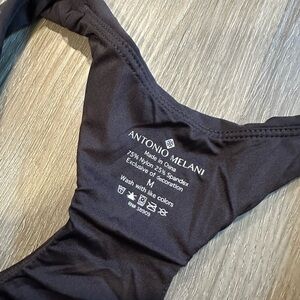 ANTONIO MELANI
Made in China
75% Nylon 25% Spandex
Exclusive of decoration
M
Wash with like colors